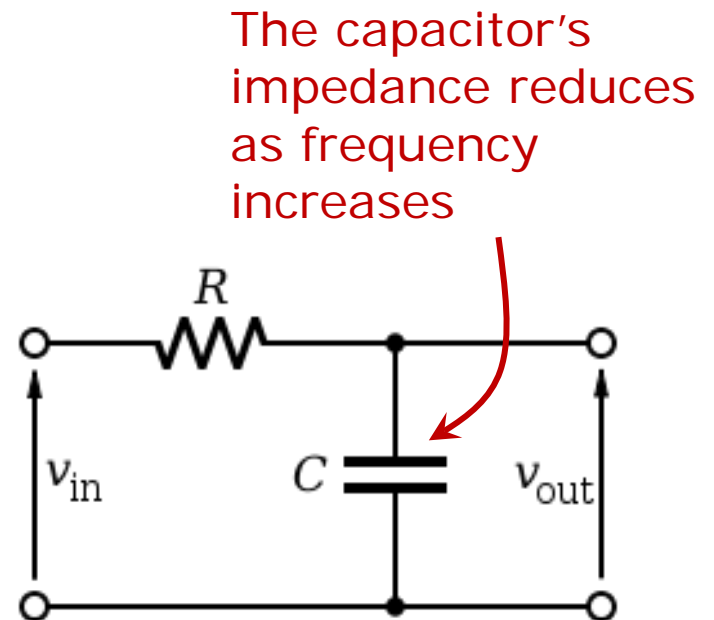 The capacitor's
impedance reduces
as frequency
increases
R
C
vin
vout